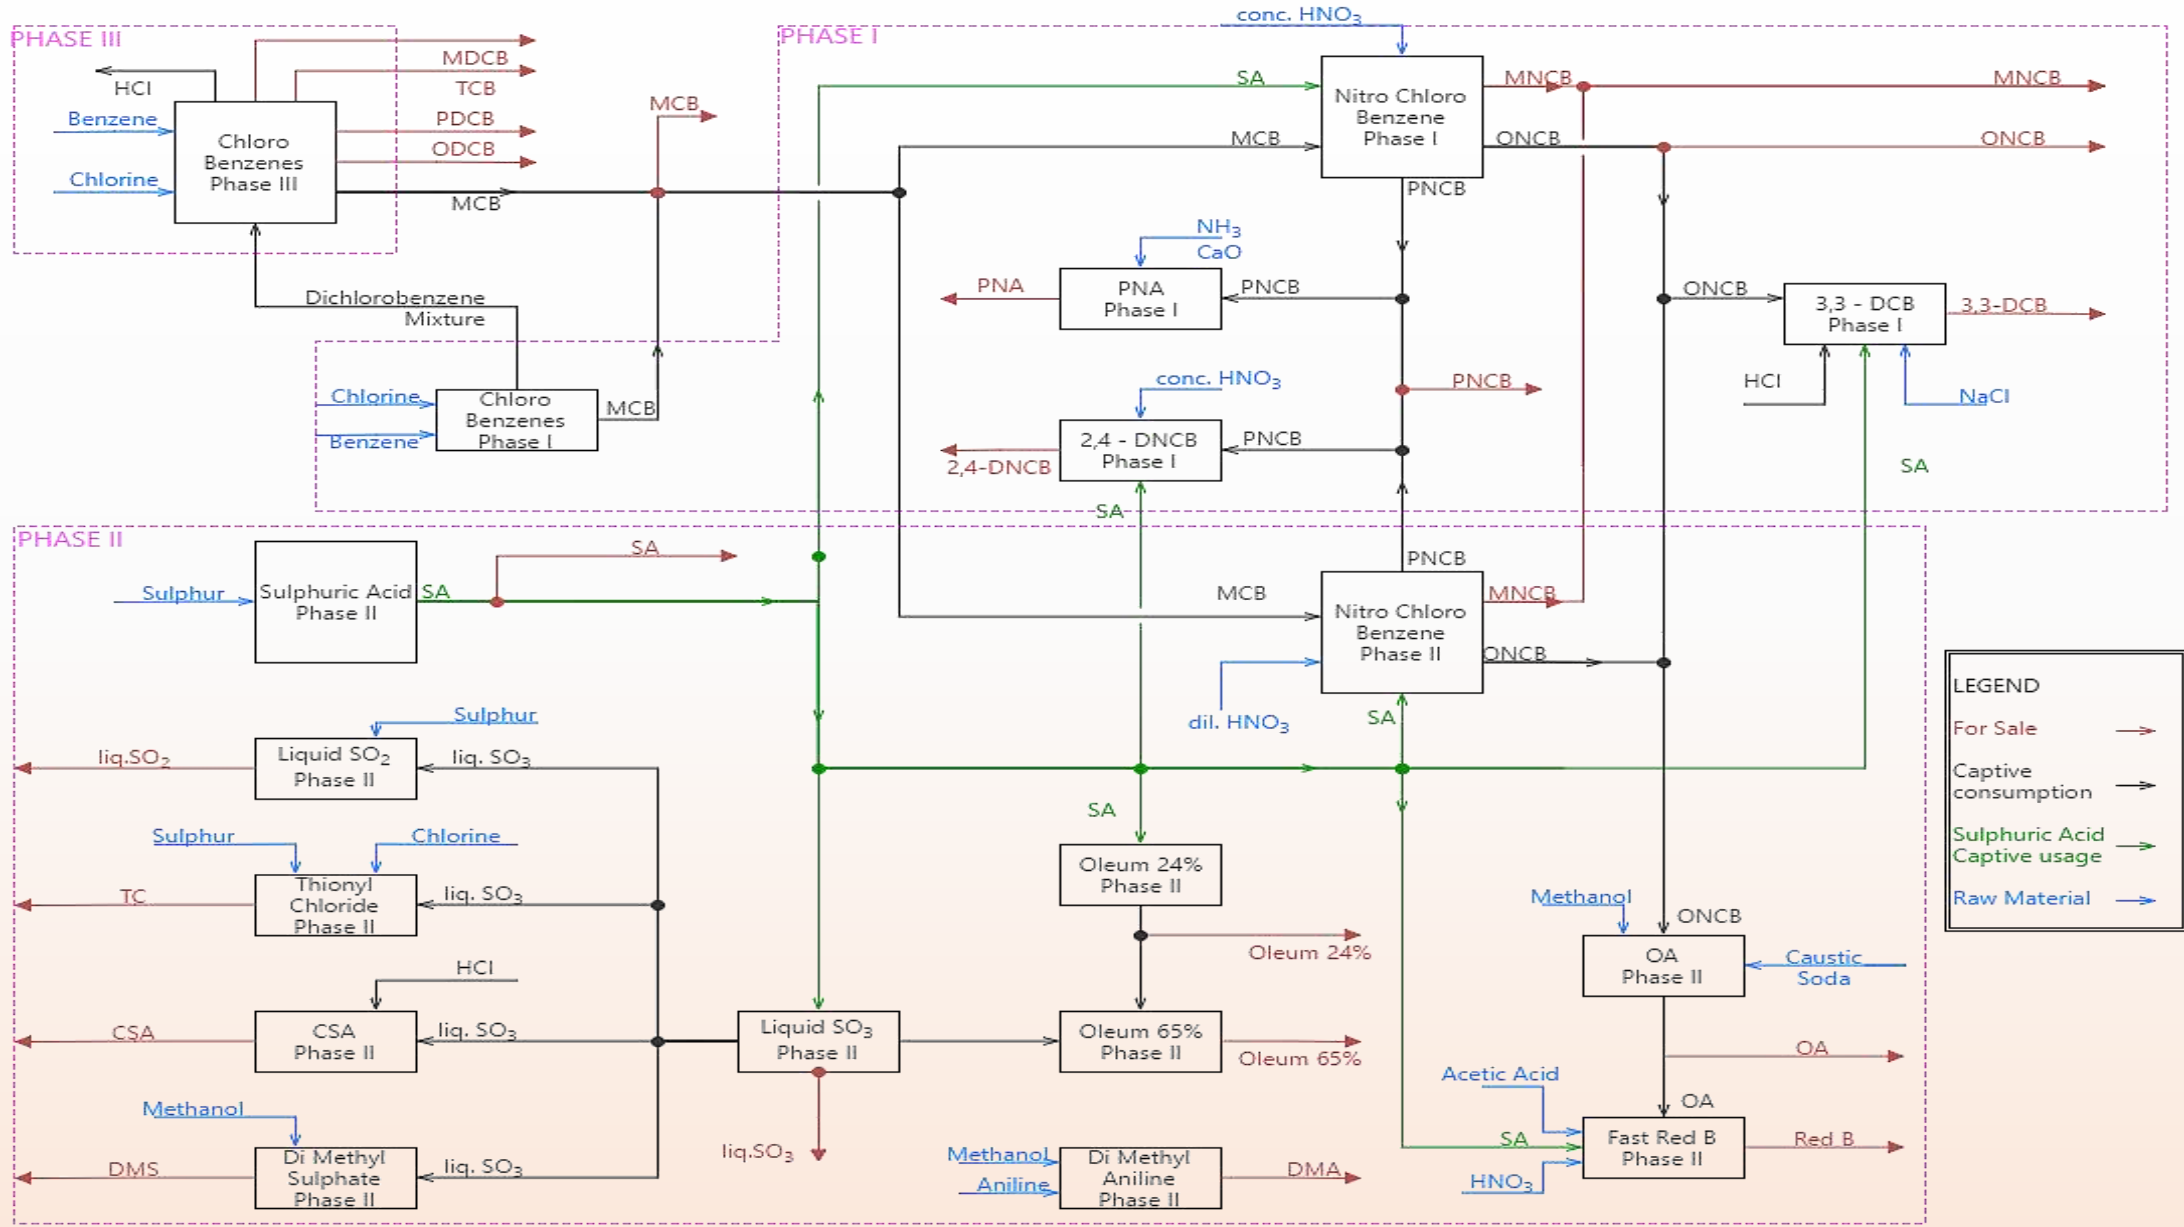 PHASE III
MDCB
TCB
HCl
Benzene
PDCB
ODCB
Chlorine
Chloro
Benzenes
Phase III
MCB
MCB
Dichlorobenzene
Mixture
PHASE I
conc. HNO3
SA
MCB
Nitro Chloro
Benzene
Phase I
MNCB
MNCB
ONCB
ONCB
PNCB
NH3
CaO
PNA
PNA
Phase I
PNCB
ONCB
3,3 - DCB
Phase I
3,3-DCB
HCl
NaCl
SA
Chlorine
Benzene
Chloro
Benzenes
Phase I
MCB
conc. HNO3
PNCB
2,4 - DNCB
Phase I
PNCB
2,4-DNCB
SA
PHASE II
Sulphur
Sulphuric Acid
Phase II
SA
SA
PNCB
MCB
Nitro Chloro
Benzene
Phase II
MNCB
ONCB
dil. HNO3
SA
Sulphur
liq.SO2
Liquid SO2
Phase II
liq. SO3
Sulphur
Chlorine
TC
Thionyl
Chloride
Phase II
liq. SO3
HCl
CSA
CSA
Phase II
liq. SO3
Methanol
DMS
Di Methyl
Sulphate
Phase II
liq. SO3
Liquid SO3
Phase II
liq.SO3
SA
Oleum 24%
Phase II
Oleum 24%
Oleum 65%
Phase II
Oleum 65%
Methanol
Aniline
Di Methyl
Aniline
Phase II
DMA
Methanol
ONCB
OA
Phase II
Caustic
Soda
OA
Acetic Acid
OA
SA
HNO3
Fast Red B
Phase II
Red B
LEGEND
For Sale
Captive
consumption
Sulphuric Acid
Captive usage
Raw Material